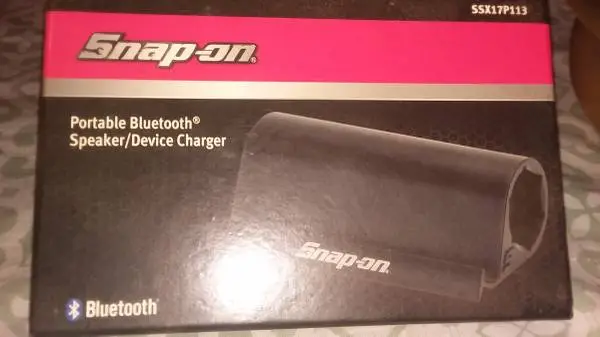 SSX17P113
Snap-on®
Portable Bluetooth®
Speaker/Device Charger
Snap-on
Bluetooth®